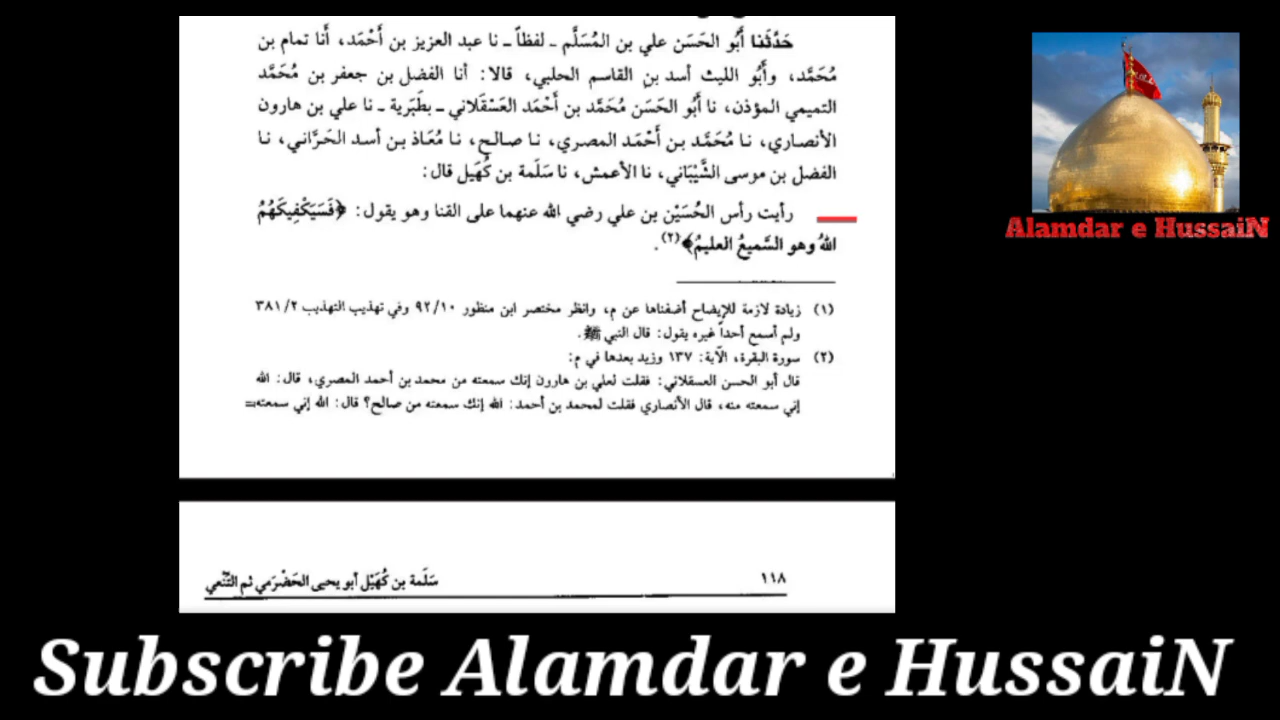 حَدَّثَنا أَبُو الحَسَن علي بن المُسَلَّم ـ لفظاً ـ نا عبد العزيز بن أَحْمَد، أَنا تمام بن
مُحَمَّد، وأَبُو الليث أسد بن القاسم الحلبي، قالا: أنا الفضل بن جعفر بن مُحَمَّد
التميمي المؤذن، نا أَبُو الحَسَن مُحَمَّد بن أَحْمَد العَسْقَلاني ـ بطَبَرية ـ نا علي بن هارون
الأنصاري، نا مُحَمَّد بن أَحْمَد المصري، نا صالح، نا مُعَاذ بن أسد الحَرَّاني، نا
الفضل بن موسى الشَّيْبَاني، نا الأعمش، نا سَلَمة بن كُهَيل قال:
رأيت رأس الحُسَيْن بن علي رضي الله عنهما على القنا وهو يقول: ﴿فَسَيَكْفِيكَهُمُ
اللهُ وهو السَّميعُ العليمُ﴾(٢).
(١) زيادة لازمة للإيضاح أضفناها عن م، وانظر مختصر ابن منظور ٩٢/١٠ وفي تهذيب التهذيب ٣٨١/٢
ولم أسمع أحداً غيره يقول: قال النبي ﷺ.
(٢) سورة البقرة، الآية: ١٣٧ وزيد بعدها في م:
قال أبو الحسن العسقلاني: فقلت لعلي بن هارون إنك سمعته من محمد بن أحمد المصري، قال: الله
إني سمعته منه، قال الأنصاري فقلت لمحمد بن أحمد: الله إنك سمعته من صالح؟ قال: الله إني سمعته=
١١٨ سَلَمة بن كُهَيْل أبو يحيى الحَضْرَمي ثم التِّنْعي
Alamdar e HussaiN
Subscribe Alamdar e HussaiN